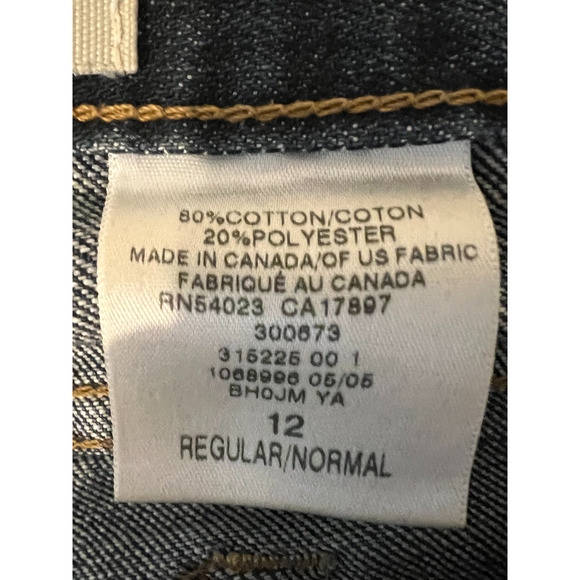 80%COTTON/COTON
20%POLYESTER
MADE IN CANADA/OF US FABRIC
FABRIQUÉ AU CANADA
RN54023 CA17897
300673
315225 00 1
1068996 05/05
BH0JM YA
12
REGULAR/NORMAL